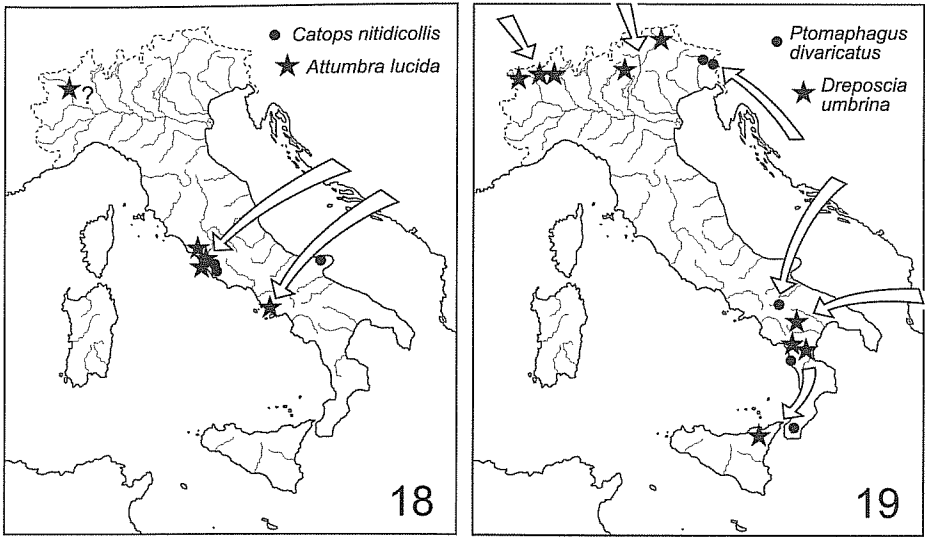 Catops nitidicollis
Attumbra lucida
?
18
Ptomaphagus
divaricatus
Dreposcia
umbrina
19